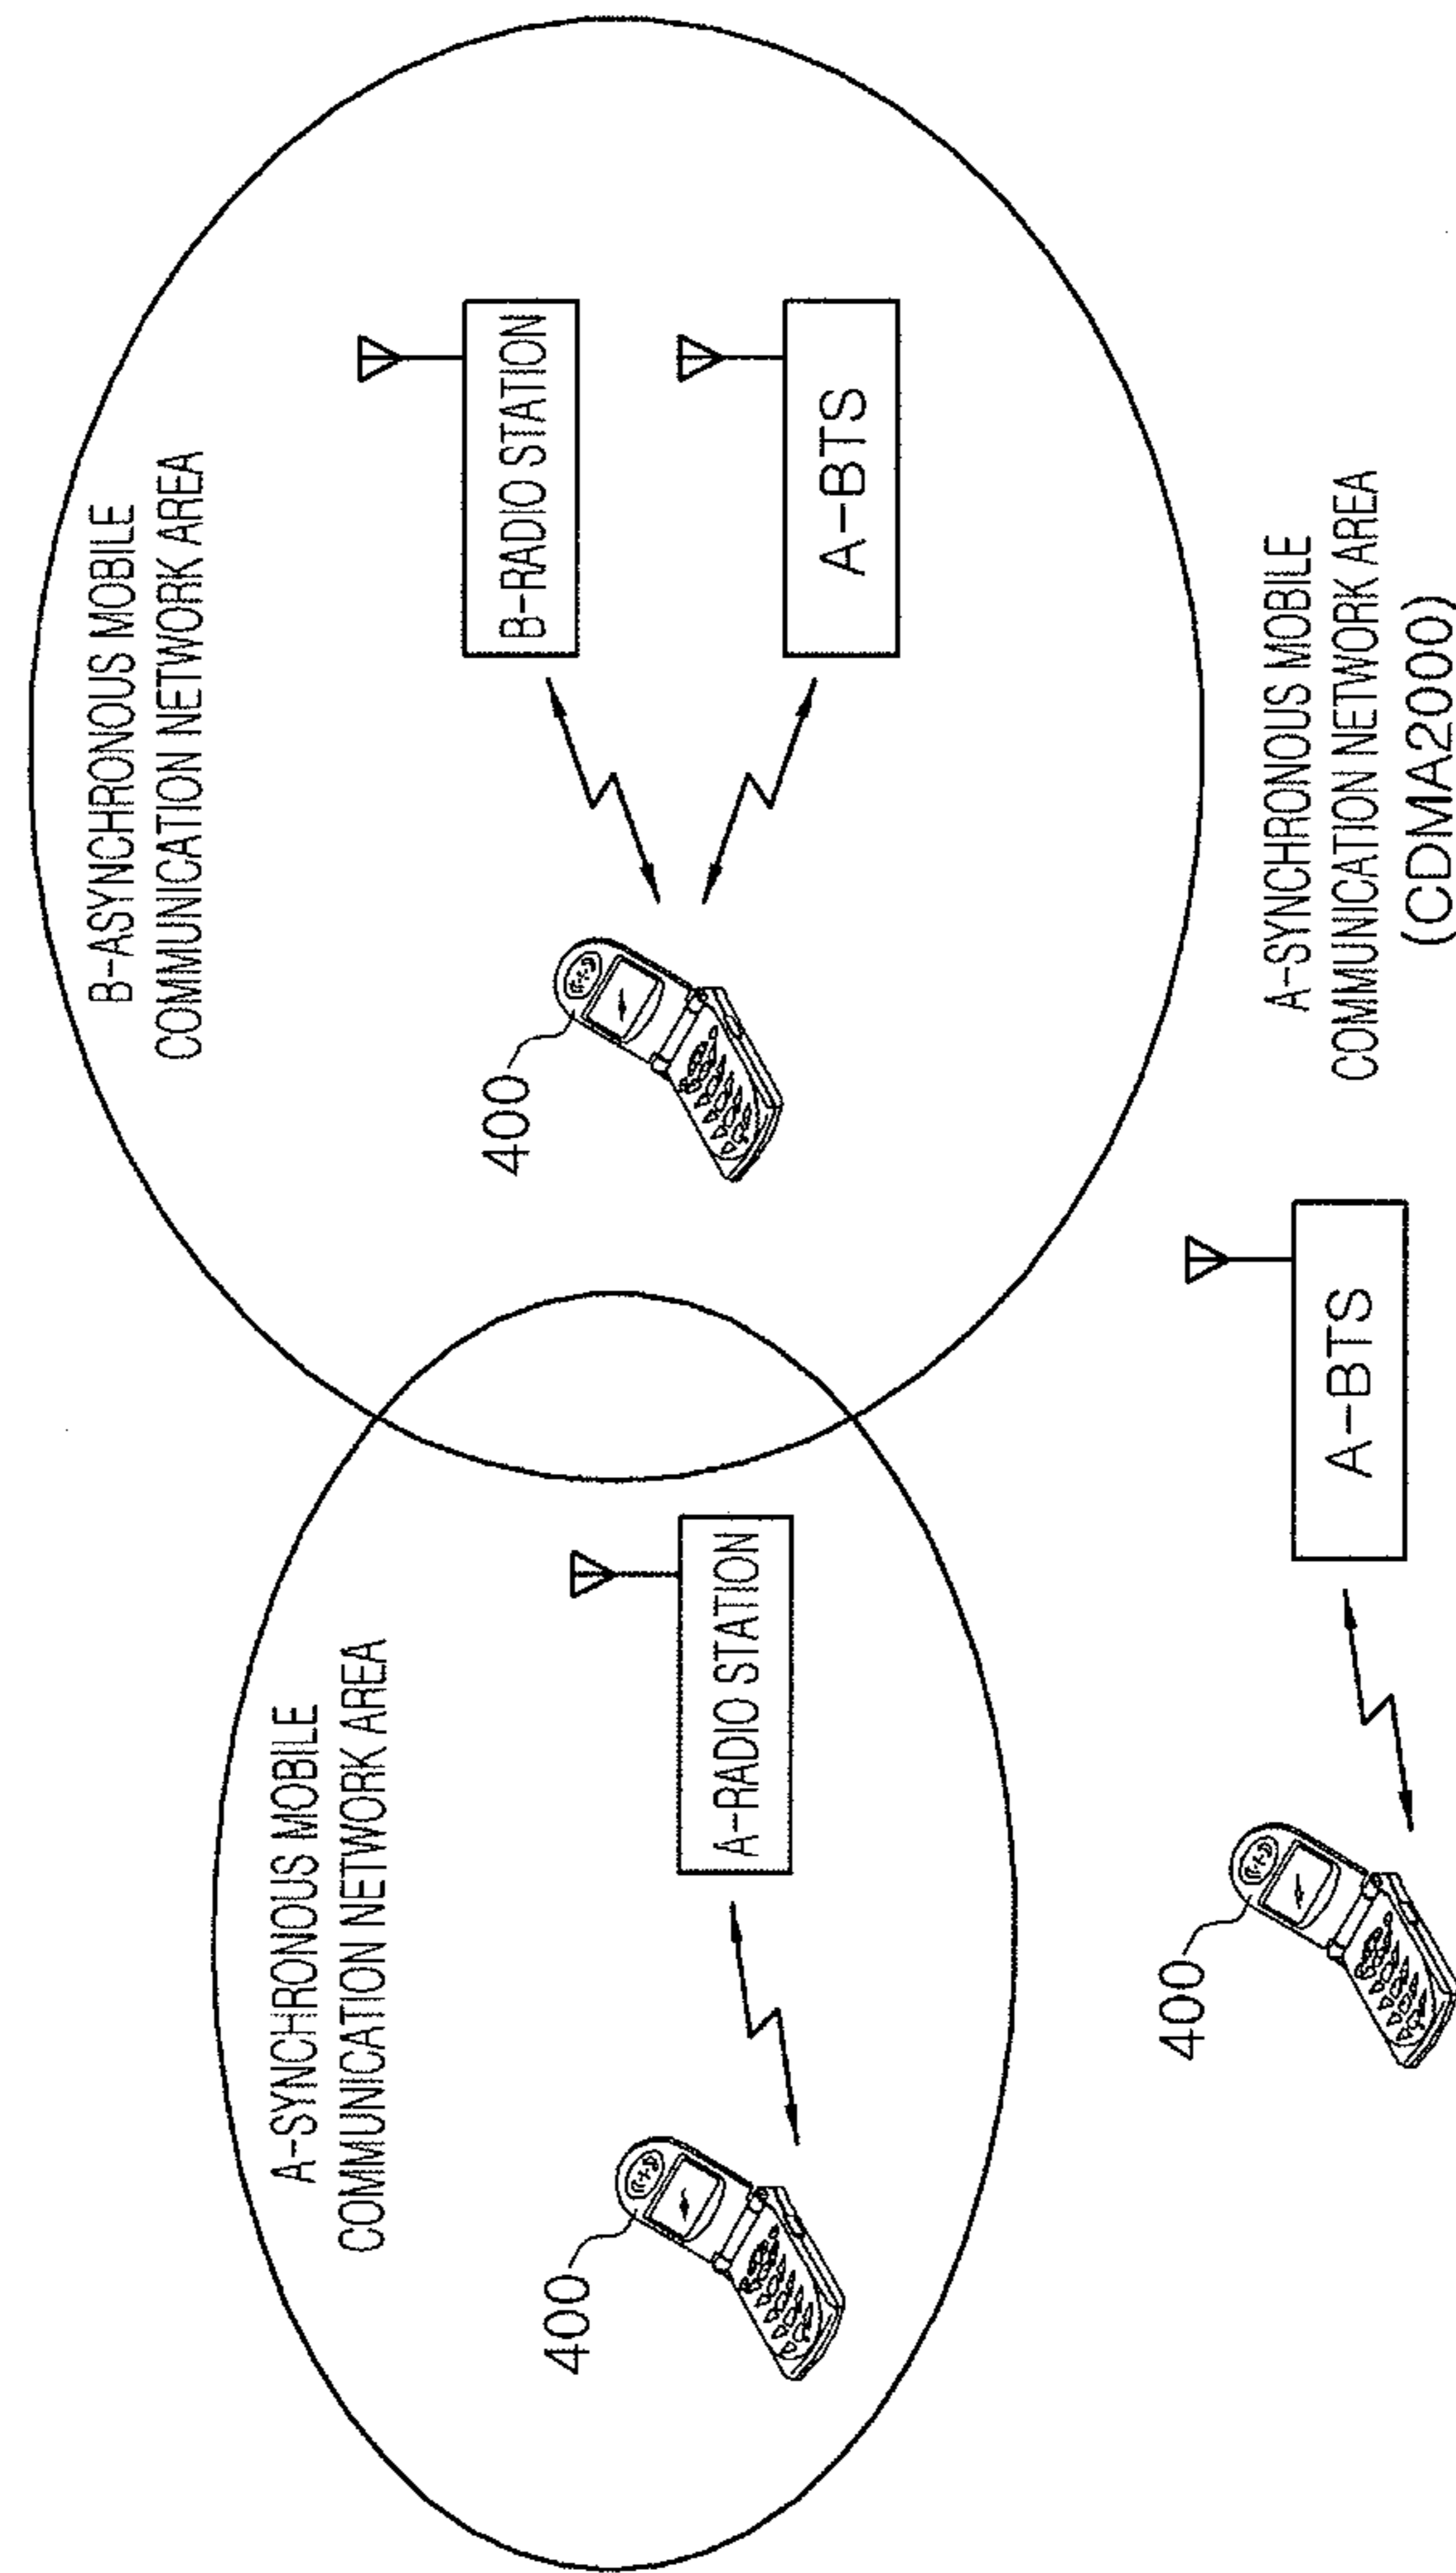 A-SYNCHRONOUS MOBILE
COMMUNICATION NETWORK AREA
400
A-RADIO STATION
B-ASYNCHRONOUS MOBILE
COMMUNICATION NETWORK AREA
400
B-RADIO STATION
A-BTS
400
A-BTS
A-SYNCHRONOUS MOBILE
COMMUNICATION NETWORK AREA
(CDMA2000)